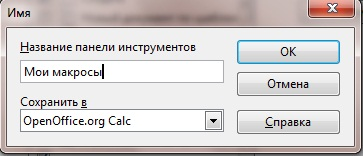 Имя
Название панели инструментов
Мои макросы
Сохранить в
OpenOffice.org Calc
OK
Отмена
Справка